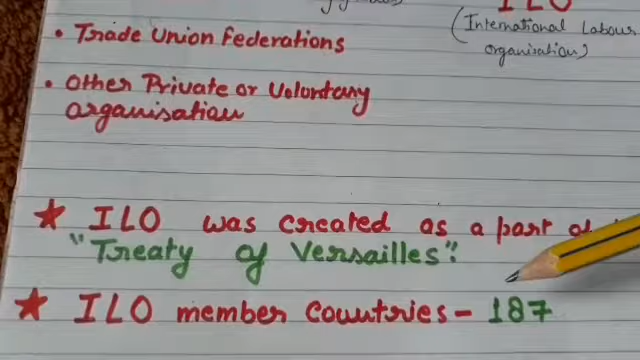 ILO
• Trade Union Federations
(International Labour
organisation)
• Other Private or Voluntary
organisation
★ ILO was created as a part of
"Treaty of Versailles".
★ ILO member Countries - 187